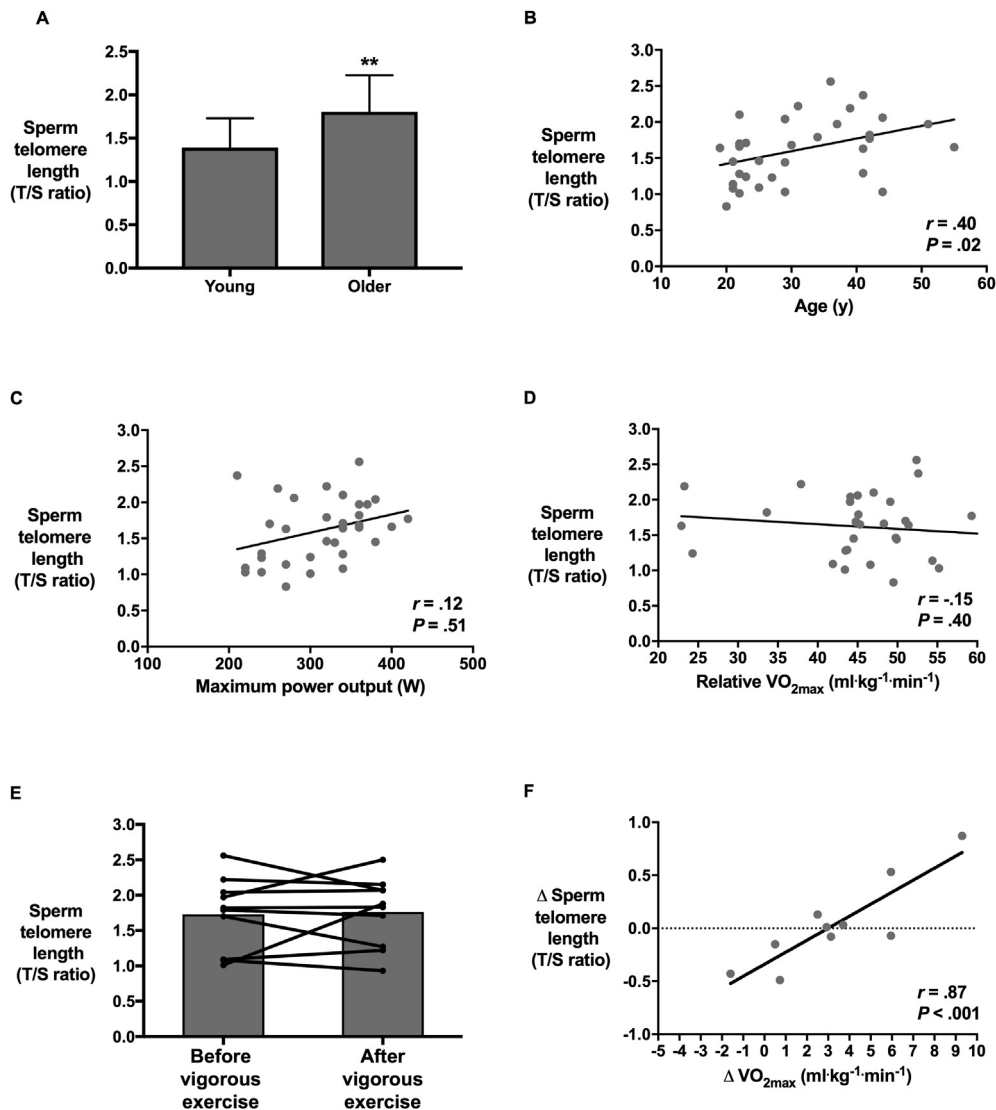 A
2.5
2.0
1.5
1.0
0.5
0.0
Sperm
telomere
length
(T/S ratio)
**
Young
Older
B
3.0
2.5
2.0
1.5
1.0
0.5
0.0
Sperm
telomere
length
(T/S ratio)
r = .40
P = .02
10 20 30 40 50 60
Age (y)
C
3.0
2.5
2.0
1.5
1.0
0.5
0.0
Sperm
telomere
length
(T/S ratio)
r = .12
P = .51
100 200 300 400 500
Maximum power output (W)
D
3.0
2.5
2.0
1.5
1.0
0.5
0.0
Sperm
telomere
length
(T/S ratio)
r = -.15
P = .40
20 25 30 35 40 45 50 55 60
Relative VO2max (ml·kg-1·min-1)
E
3.0
2.5
2.0
1.5
1.0
0.5
0.0
Sperm
telomere
length
(T/S ratio)
Before
vigorous
exercise
After
vigorous
exercise
F
1.0
0.5
0.0
-0.5
-1.0
Δ Sperm
telomere
length
(T/S ratio)
r = .87
P < .001
-5 -4 -3 -2 -1 0 1 2 3 4 5 6 7 8 9 10
Δ VO2max (ml·kg-1·min-1)